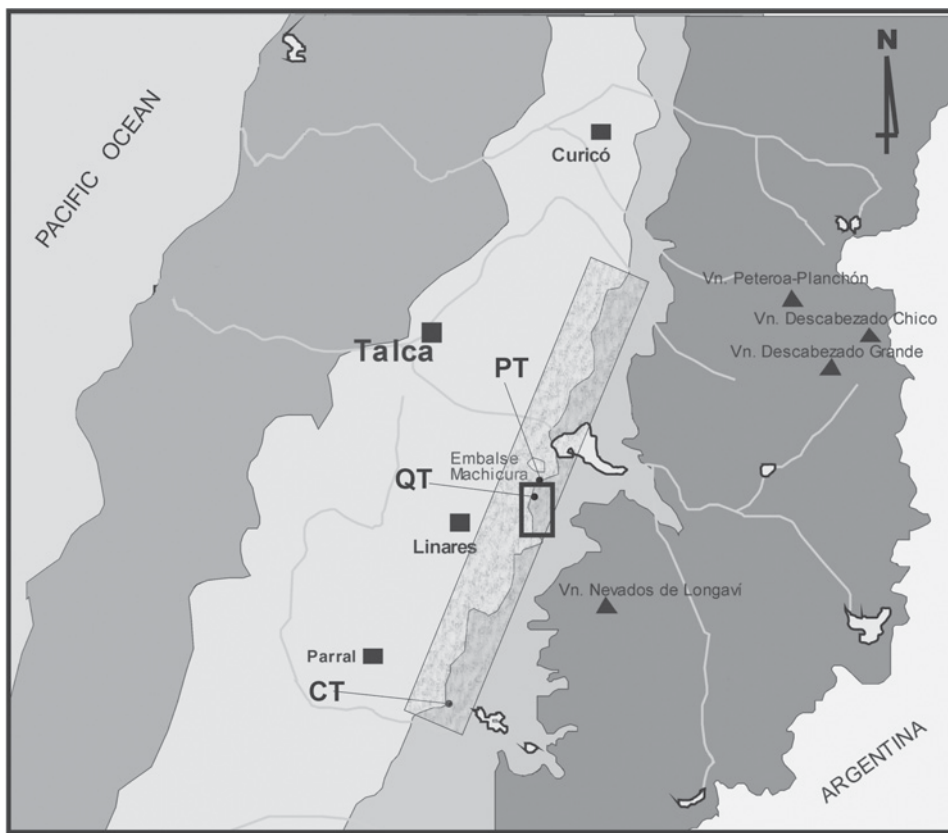 N
PACIFIC OCEAN
Curicó
Vn. Peteroa-Planchón
Vn. Descabezado Chico
Talca
Vn. Descabezado Grande
PT
Embalse
Machicura
QT
Linares
Vn. Nevados de Longaví
Parral
CT
ARGENTINA